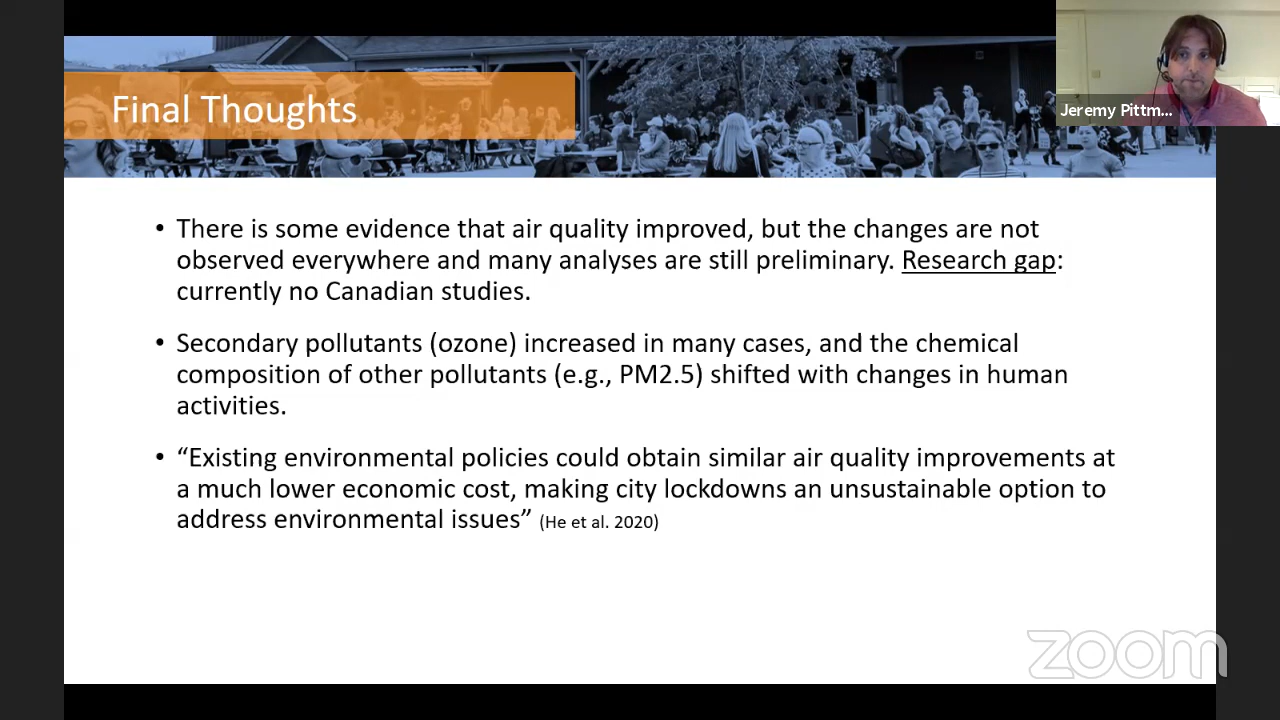 Final Thoughts
Jeremy Pittm...
• There is some evidence that air quality improved, but the changes are not
observed everywhere and many analyses are still preliminary. Research gap:
currently no Canadian studies.
• Secondary pollutants (ozone) increased in many cases, and the chemical
composition of other pollutants (e.g., PM2.5) shifted with changes in human
activities.
• “Existing environmental policies could obtain similar air quality improvements at
a much lower economic cost, making city lockdowns an unsustainable option to
address environmental issues” (He et al. 2020)
zoom